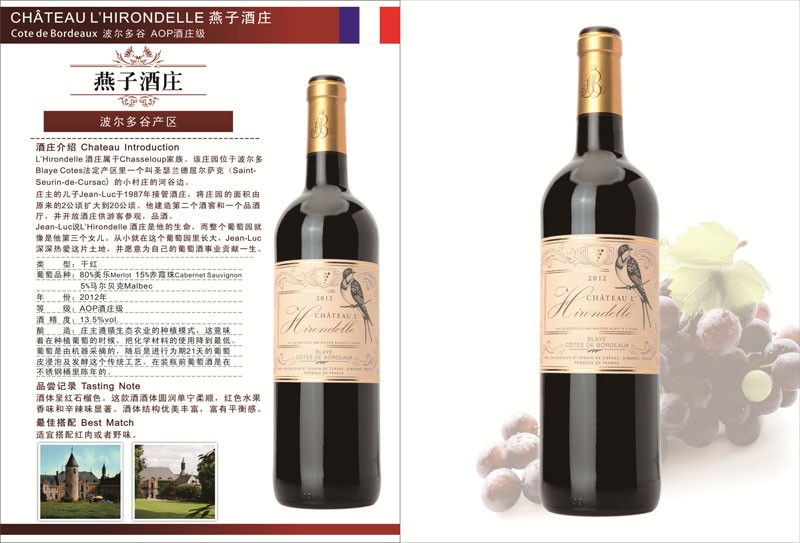 CHÂTEAU L'HIRONDELLE 燕子酒庄
Cote de Bordeaux 波尔多谷 AOP酒庄级
燕子酒庄
波尔多谷产区
酒庄介绍 Chateau Introduction
L'Hirondelle 酒庄属于Chasseloup家族。该庄园位于波尔多
Blaye Cotes法定产区里一个叫圣瑟兰德屈尔萨克（Saint-
Seurin-de-Cursac）的小村庄的河谷边。
庄主的儿子Jean-Luc于1987年接管酒庄，将庄园的面积由
原来的2公顷扩大到20公顷。他建造第二个酒窖和一个品酒
厅，并开放酒庄供游客参观，品酒。
Jean-Luc说L'Hirondelle 酒庄是他的生命，而整个葡萄园就
像是他第三个女儿。从小就在这个葡萄园里长大，Jean-Luc
深深热爱这片土地，并愿意为自己的葡萄酒事业贡献一生。
类 型：干红
葡萄品种：80%美乐Merlot 15%赤霞珠Cabernet Sauvignon
5%马尔贝克Malbec
年 份：2012年
等 级：AOP酒庄级
酒 精 度：13.5%vol.
酿 造：庄主遵循生态农业的种植模式，这意味
着在种植葡萄的时候，把化学材料的使用降到最低。
葡萄是由机器采摘的，随后是进行为期21天的葡萄
皮浸泡及发酵这个传统工艺。在装瓶前葡萄酒是在
不锈钢桶里陈年的。
品尝记录 Tasting Note
酒体呈红石榴色。这款酒酒体圆润单宁柔顺，红色水果
香味和辛辣味显著。酒体结构优美丰富，富有平衡感。
最佳搭配 Best Match
适宜搭配红肉或者野味。
2012
CHÂTEAU L'
Hirondelle
BLAYE
CÔTES DE BORDEAUX
PRODUCE OF FRANCE
2012
CHÂTEAU L'
Hirondelle
BLAYE
CÔTES DE BORDEAUX
PRODUCE OF FRANCE